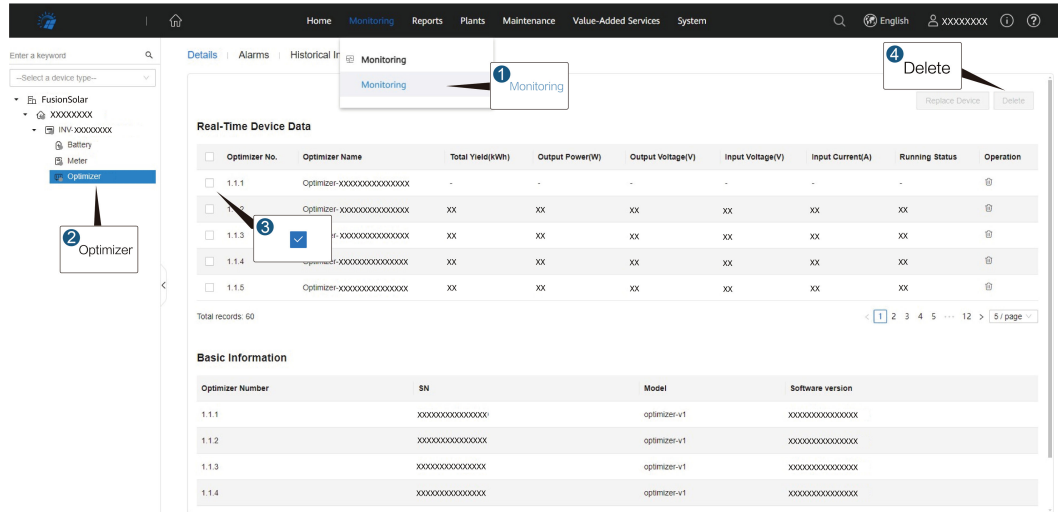 Home Monitoring Reports Plants Maintenance Value-Added Services System English XXXXXXXX
Enter a keyword
--Select a device type--
FusionSolar
XXXXXXXX
INV-XXXXXXXX
Battery
Meter
Optimizer
2 Optimizer
Details Alarms Historical
Monitoring
Monitoring
1 Monitoring
4 Delete
Replace Device Delete
Real-Time Device Data
Optimizer No. Optimizer Name Total Yield(kWh) Output Power(W) Output Voltage(V) Input Voltage(V) Input Current(A) Running Status Operation
1.1.1 Optimizer-XXXXXXXXXXXXXXX - - - - - -
Optimizer-XXXXXXXXXXXXXXX XX XX XX XX XX XX
3
1.1.3 XXXXXXXXXXXXXXX XX XX XX XX XX XX
1.1.4 Optimizer-XXXXXXXXXXXXXXX XX XX XX XX XX XX
1.1.5 Optimizer-XXXXXXXXXXXXXXX XX XX XX XX XX XX
Total records: 60
< 1 2 3 4 5 ··· 12 > 5 / page
Basic Information
Optimizer Number SN Model Software version
1.1.1 XXXXXXXXXXXXXXX optimizer-v1 XXXXXXXXXXXXXXX
1.1.2 XXXXXXXXXXXXXXX optimizer-v1 XXXXXXXXXXXXXXX
1.1.3 XXXXXXXXXXXXXXX optimizer-v1 XXXXXXXXXXXXXXX
1.1.4 XXXXXXXXXXXXXXX optimizer-v1 XXXXXXXXXXXXXXX